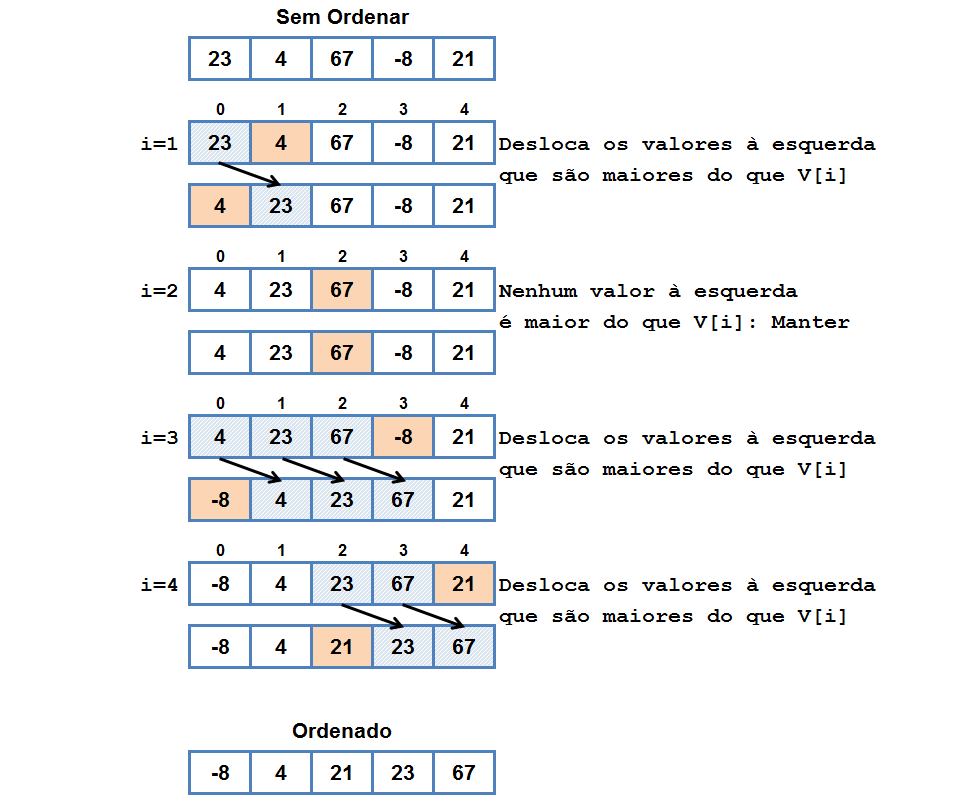 Sem Ordenar
23 4 67 -8 21
0 1 2 3 4
i=1 23 4 67 -8 21 Desloca os valores à esquerda
que são maiores do que V[i]
4 23 67 -8 21
0 1 2 3 4
i=2 4 23 67 -8 21 Nenhum valor à esquerda
é maior do que V[i]: Manter
4 23 67 -8 21
0 1 2 3 4
i=3 4 23 67 -8 21 Desloca os valores à esquerda
que são maiores do que V[i]
-8 4 23 67 21
0 1 2 3 4
i=4 -8 4 23 67 21 Desloca os valores à esquerda
que são maiores do que V[i]
-8 4 21 23 67
Ordenado
-8 4 21 23 67